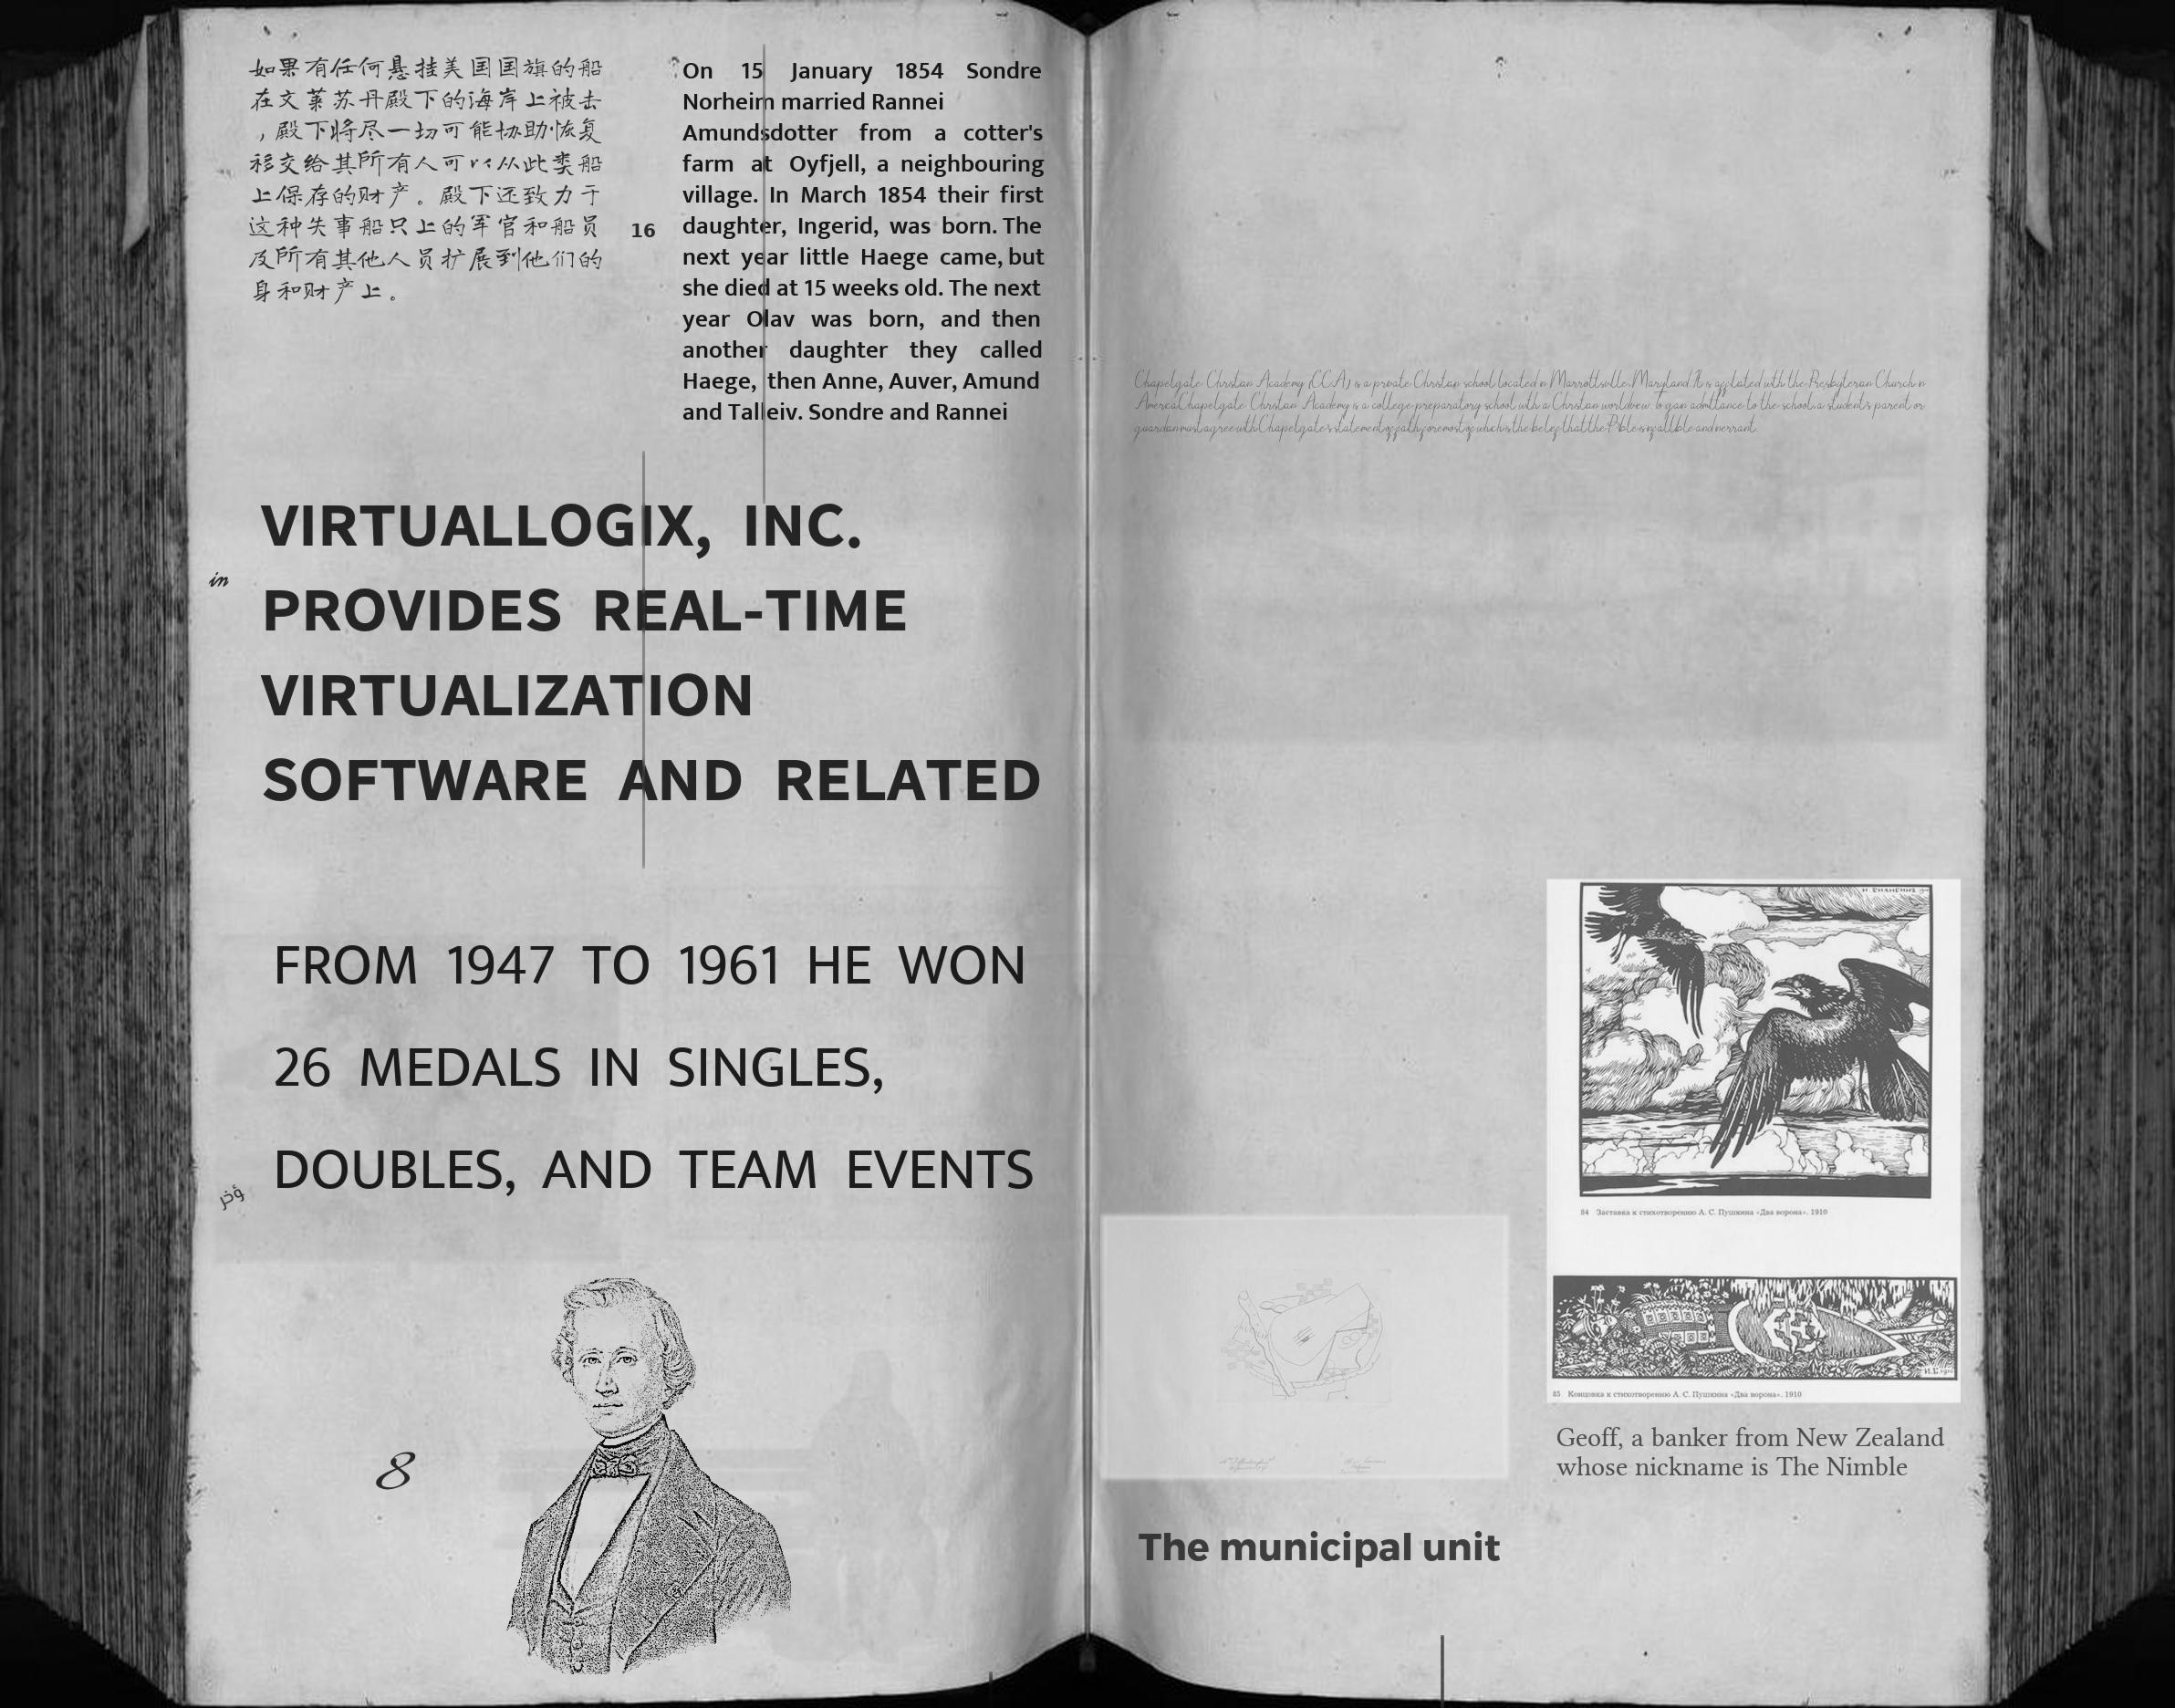 如果有任何悬挂美国国旗的船
在文莱苏丹殿下的海岸上被击
，殿下将尽一切可能协助恢复
移交给其所有人可以从此类船
上保存的财产。殿下还致力于
这种失事船只上的军官和船员
及所有其他人员扩展到他们的
身和财产上。
16
On 15 January 1854 Sondre
Norheim married Rannei
Amundsdotter from a cotter's
farm at Oyfjell, a neighbouring
village. In March 1854 their first
daughter, Ingerid, was born. The
next year little Haege came, but
she died at 15 weeks old. The next
year Olav was born, and then
another daughter they called
Haege, then Anne, Auver, Amund
and Talleiv. Sondre and Rannei
VIRTUALLOGIX, INC.
in
PROVIDES REAL-TIME
VIRTUALIZATION
SOFTWARE AND RELATED
FROM 1947 TO 1961 HE WON
26 MEDALS IN SINGLES,
DOUBLES, AND TEAM EVENTS
ؤخر
8
Chapelgate Christian Academy (CCA) is a private Christian school located in Marriottsville, Maryland. It is affiliated with the Presbyterian Church in
America. Chapelgate Christian Academy is a college preparatory school with a Christian worldview. To gain admittance to the school, a student's parent or
guardian must agree with Chapelgate's statement of faith, foremost of which is the belief that the Bible is infallible and inerrant.
И. БИЛИБИНЪ
84 Заставка к стихотворению А. С. Пушкина «Два ворона». 1910
И.Б. 1910
85 Концовка к стихотворению А. С. Пушкина «Два ворона». 1910
Geoff, a banker from New Zealand
whose nickname is The Nimble
The municipal unit